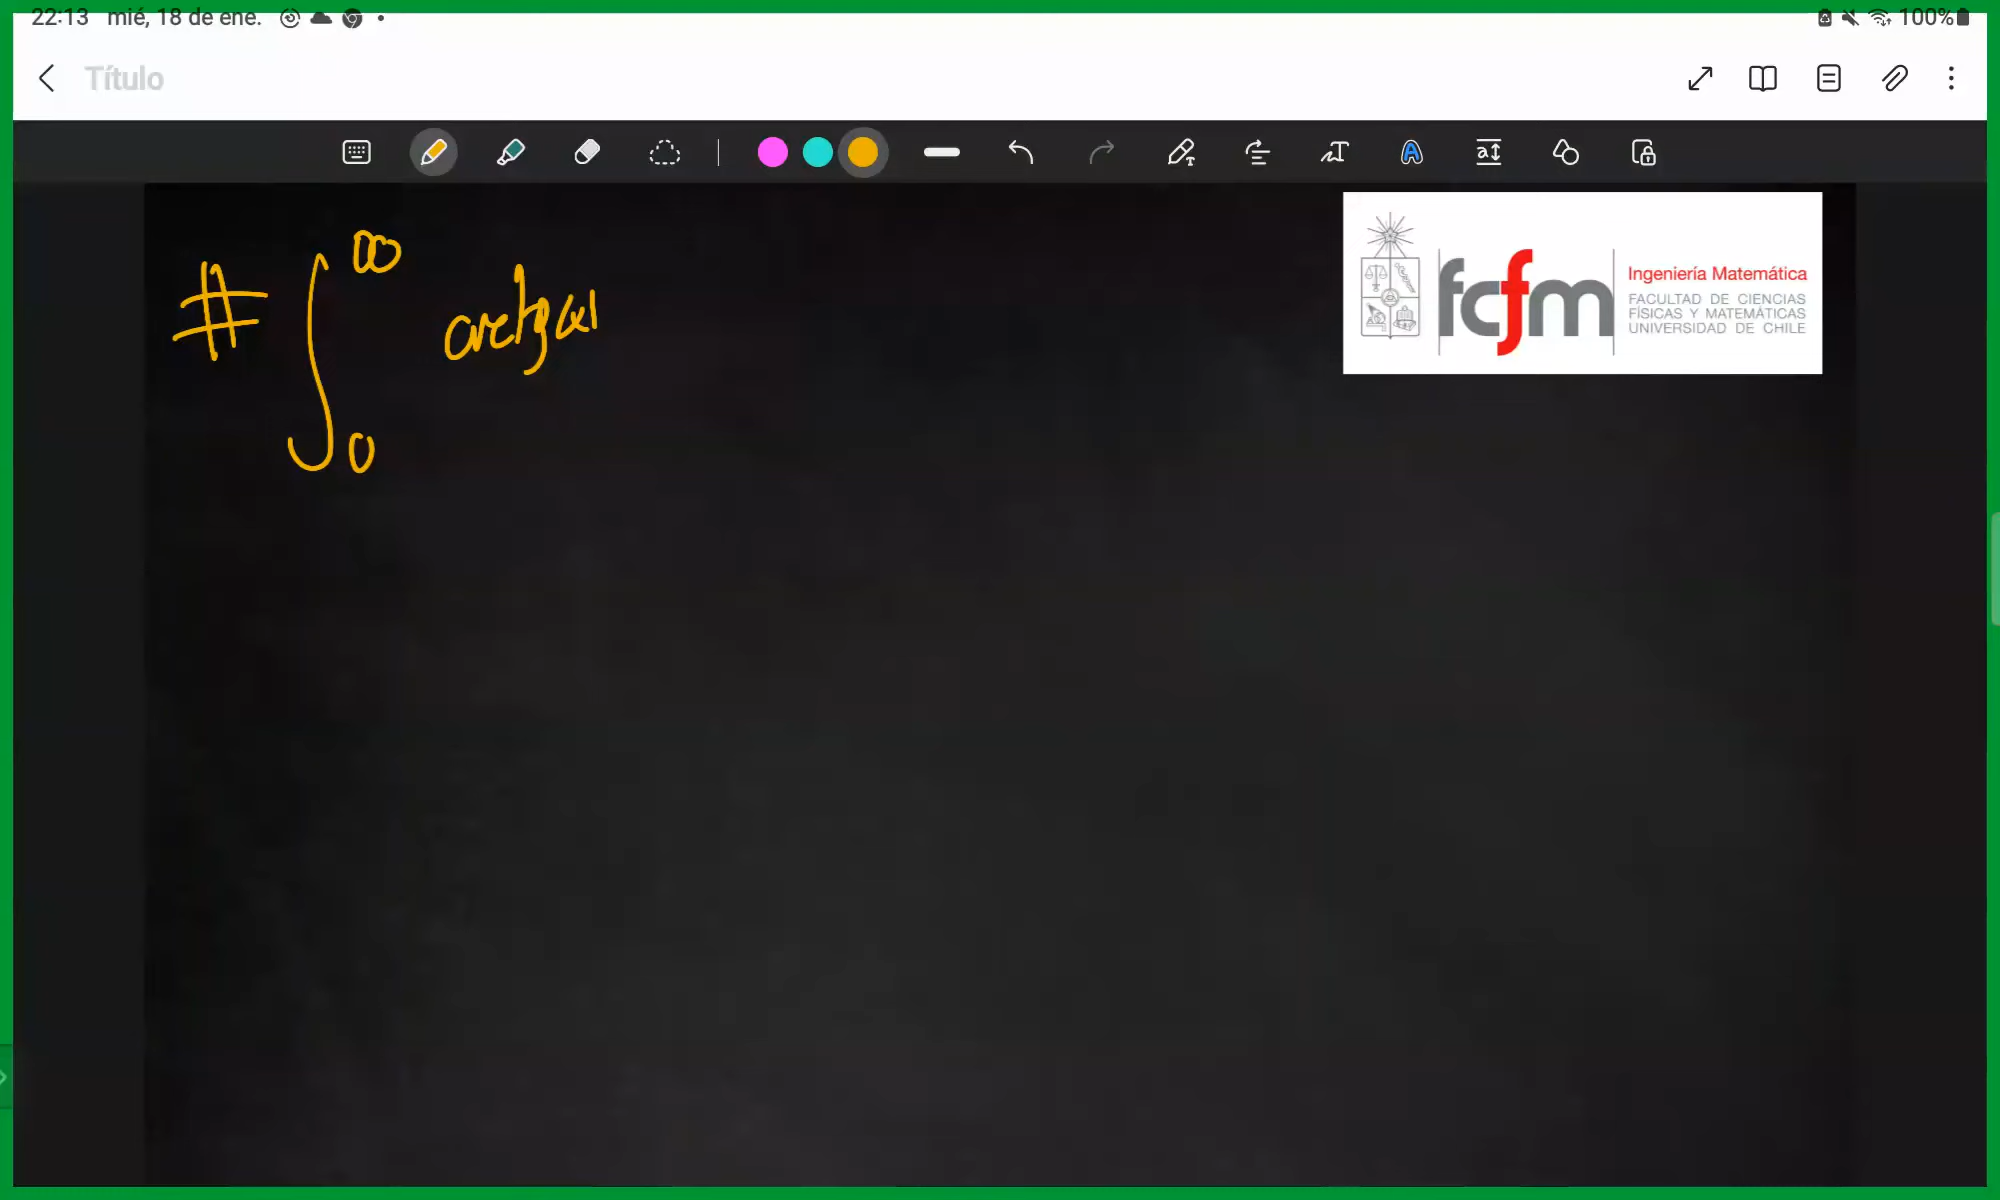 22:13 mié, 18 de ene. 100%
Título
A a T
# ∫ ∞ 0 arctg(x)
fcfm
Ingeniería Matemática
FACULTAD DE CIENCIAS
FÍSICAS Y MATEMÁTICAS
UNIVERSIDAD DE CHILE